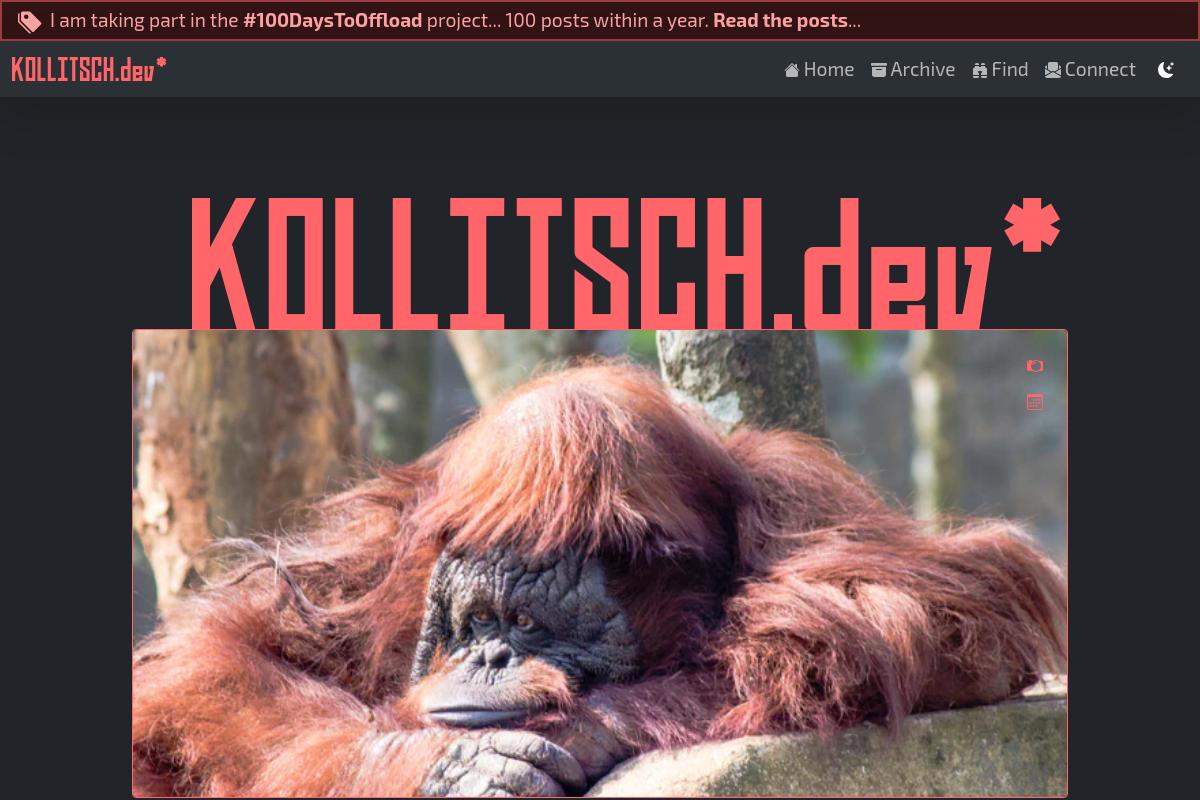 I am taking part in the #100DaysToOffload project... 100 posts within a year. Read the posts...
KOLLITSCH.dev*
Home Archive Find Connect
KOLLITSCH.dev*